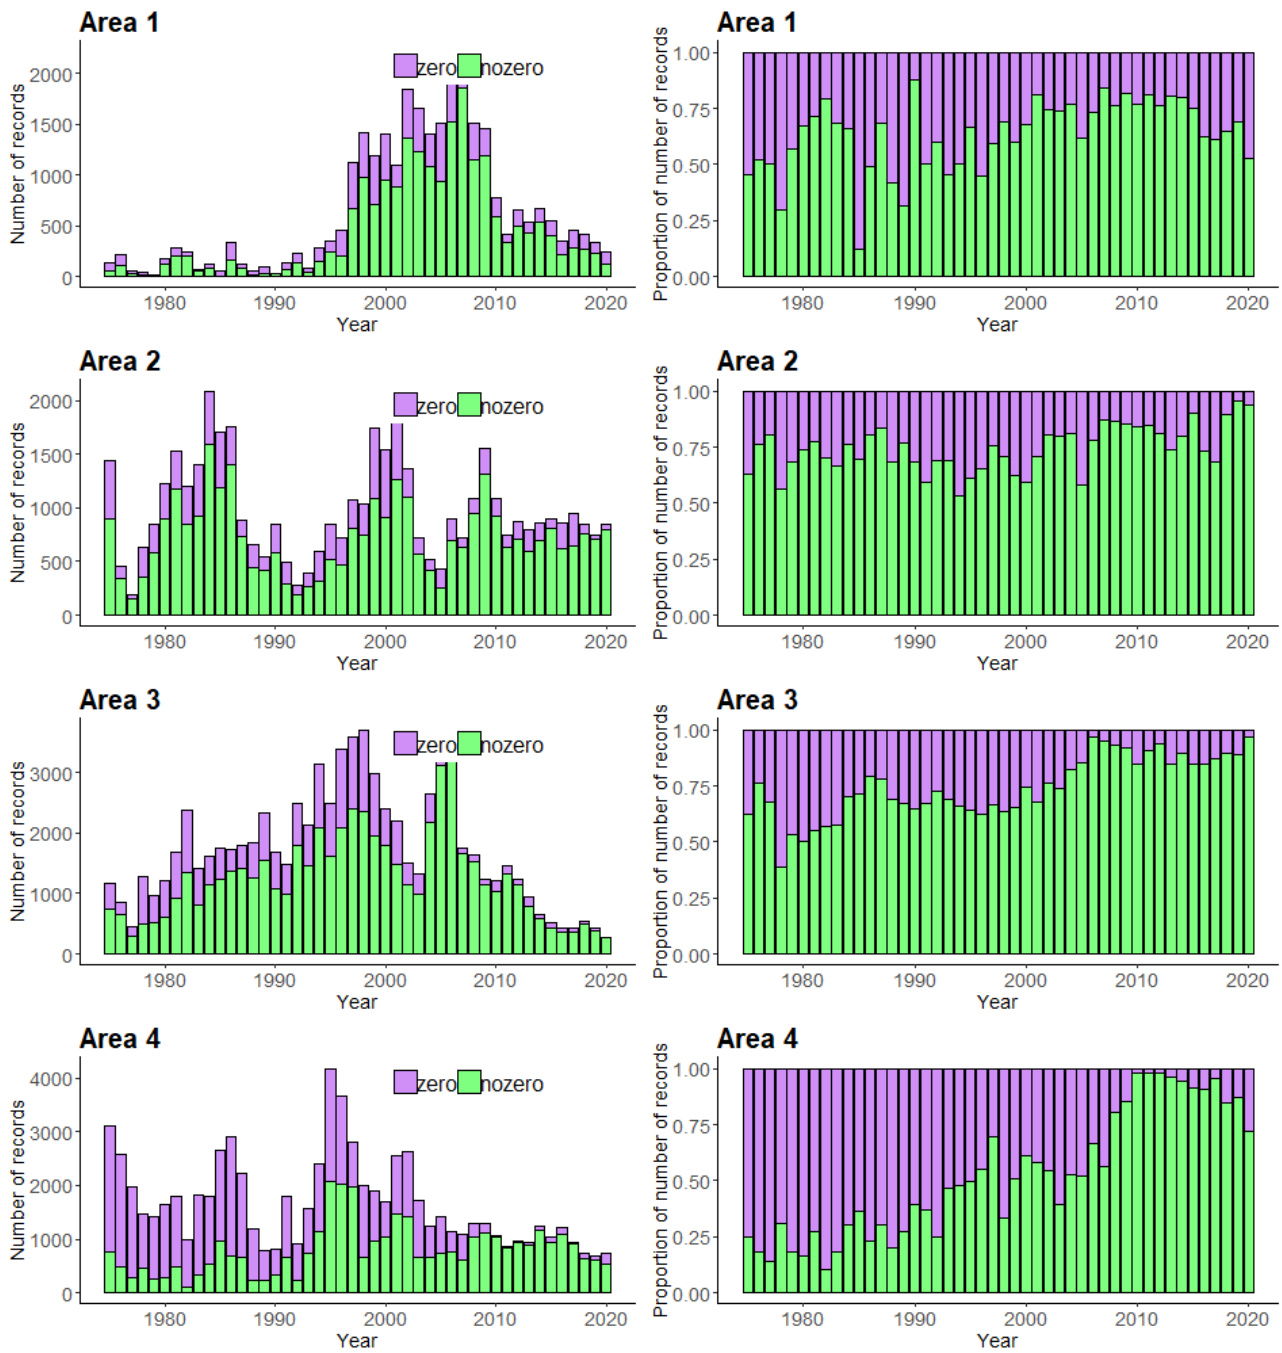 Area 1
Number of records
2000
1500
1000
500
0
zero nozero
1980 1990 2000 2010 2020
Year
Area 1
Proportion of number of records
1.00
0.75
0.50
0.25
0.00
1980 1990 2000 2010 2020
Year
Area 2
Number of records
2000
1500
1000
500
0
zero nozero
1980 1990 2000 2010 2020
Year
Area 2
Proportion of number of records
1.00
0.75
0.50
0.25
0.00
1980 1990 2000 2010 2020
Year
Area 3
Number of records
3000
2000
1000
0
zero nozero
1980 1990 2000 2010 2020
Year
Area 3
Proportion of number of records
1.00
0.75
0.50
0.25
0.00
1980 1990 2000 2010 2020
Year
Area 4
Number of records
4000
3000
2000
1000
0
zero nozero
1980 1990 2000 2010 2020
Year
Area 4
Proportion of number of records
1.00
0.75
0.50
0.25
0.00
1980 1990 2000 2010 2020
Year